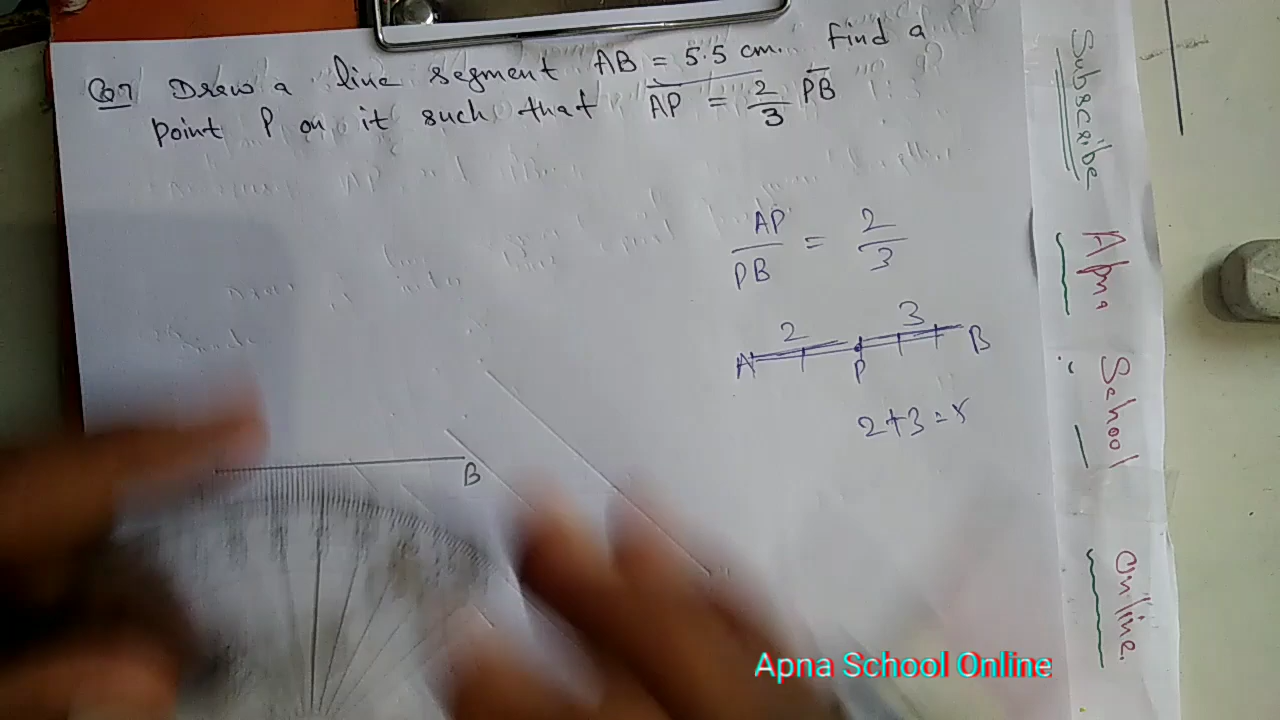 Q7 Draw a line segment AB = 5.5 cm. Find a
point P on it such that AP = 2/3 PB
AP/PB = 2/3
2 3
A P B
2+3=5
B
Subscribe Apna School Online.
Apna School Online